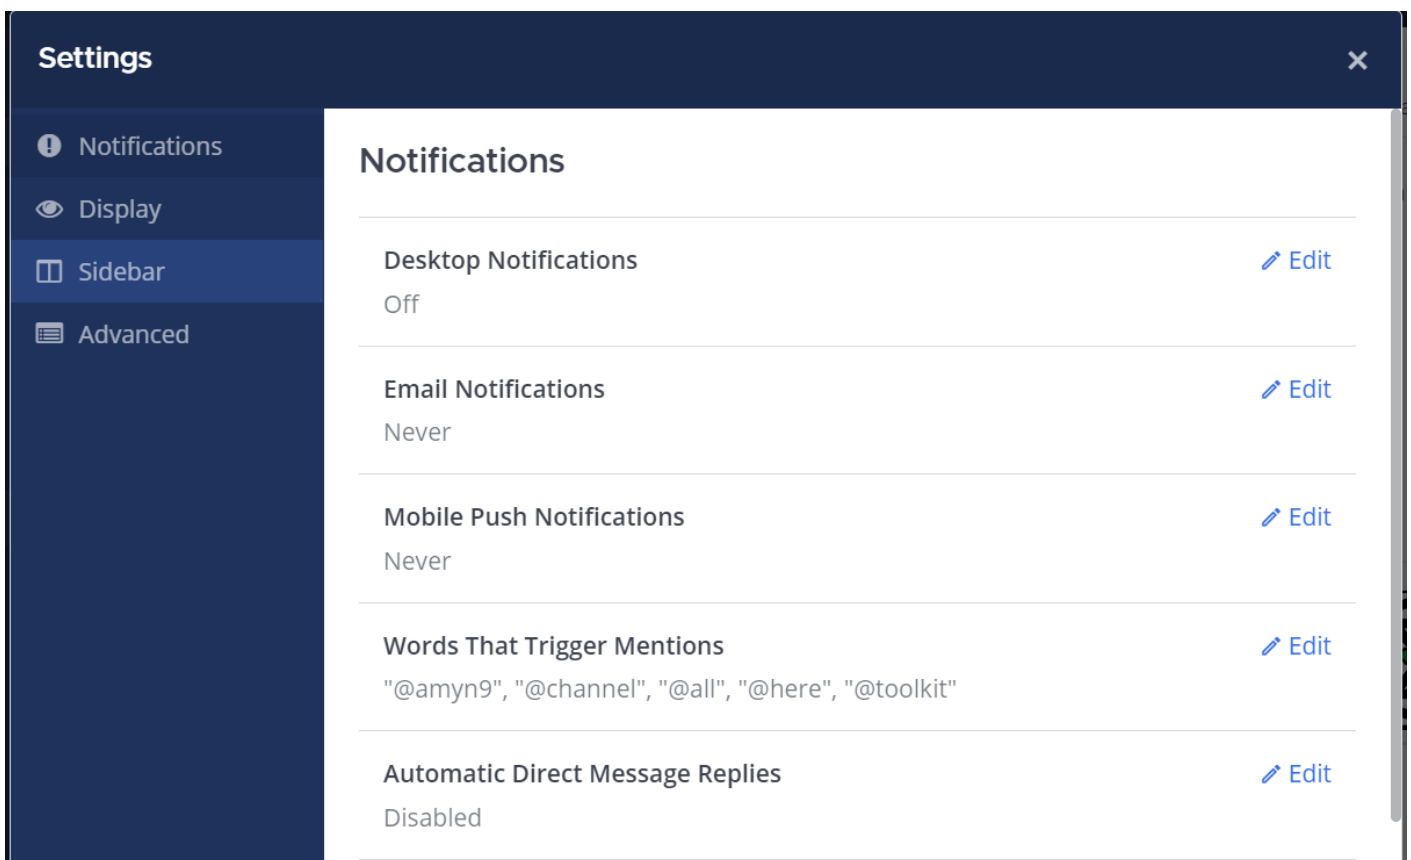 Settings
Notifications
Display
Sidebar
Advanced
Notifications
Desktop Notifications
Edit
Off
Email Notifications
Edit
Never
Mobile Push Notifications
Edit
Never
Words That Trigger Mentions
Edit
"@amyn9", "@channel", "@all", "@here", "@toolkit"
Automatic Direct Message Replies
Edit
Disabled